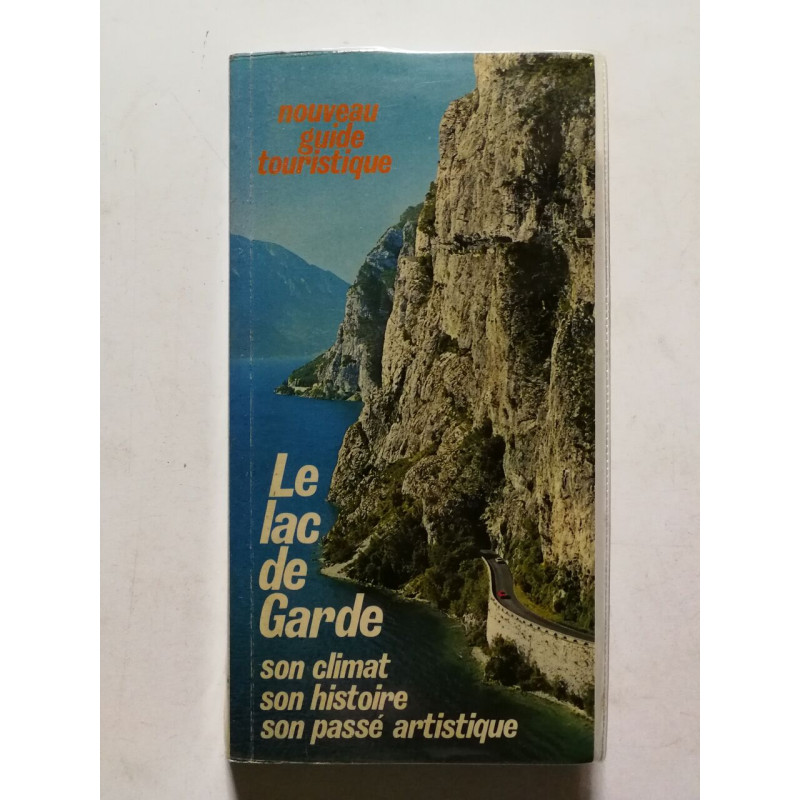 nouveau
guide
touristique
Le
lac
de
Garde
son climat
son histoire
son passé artistique